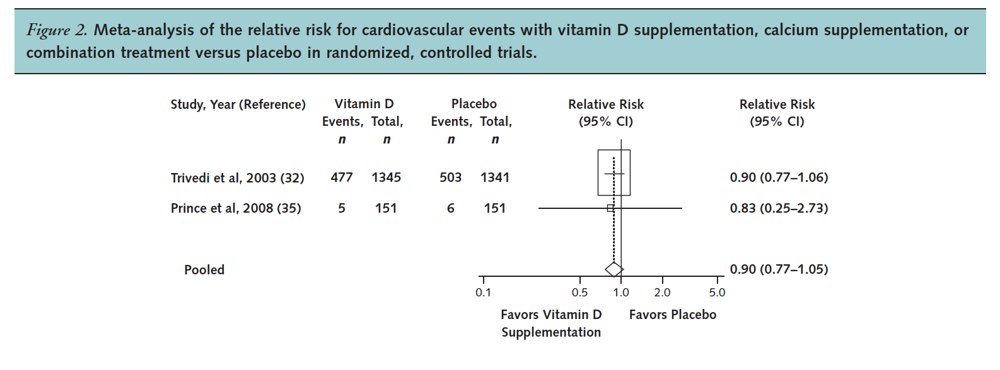 Figure 2. Meta-analysis of the relative risk for cardiovascular events with vitamin D supplementation, calcium supplementation, or
combination treatment versus placebo in randomized, controlled trials.
Study, Year (Reference) Vitamin D Placebo Relative Risk Relative Risk
Events, Total, Events, Total, (95% CI) (95% CI)
n n n n
Trivedi et al, 2003 (32) 477 1345 503 1341 0.90 (0.77–1.06)
Prince et al, 2008 (35) 5 151 6 151 0.83 (0.25–2.73)
Pooled 0.90 (0.77–1.05)
0.1 0.5 1.0 2.0 5.0
Favors Vitamin D Favors Placebo
Supplementation